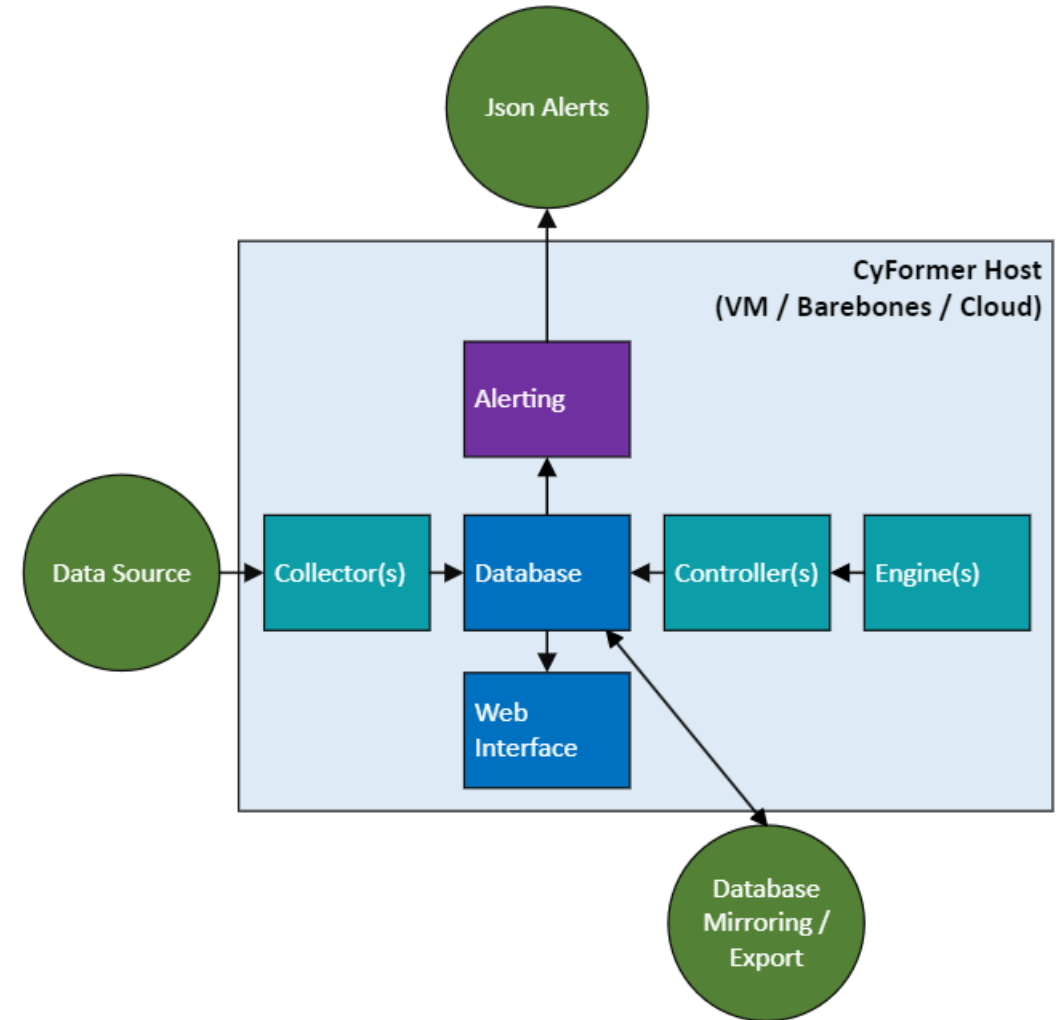 Json Alerts
CyFormer Host
(VM / Barebones / Cloud)
Alerting
Data Source
Collector(s)
Database
Controller(s)
Engine(s)
Web
Interface
Database
Mirroring /
Export